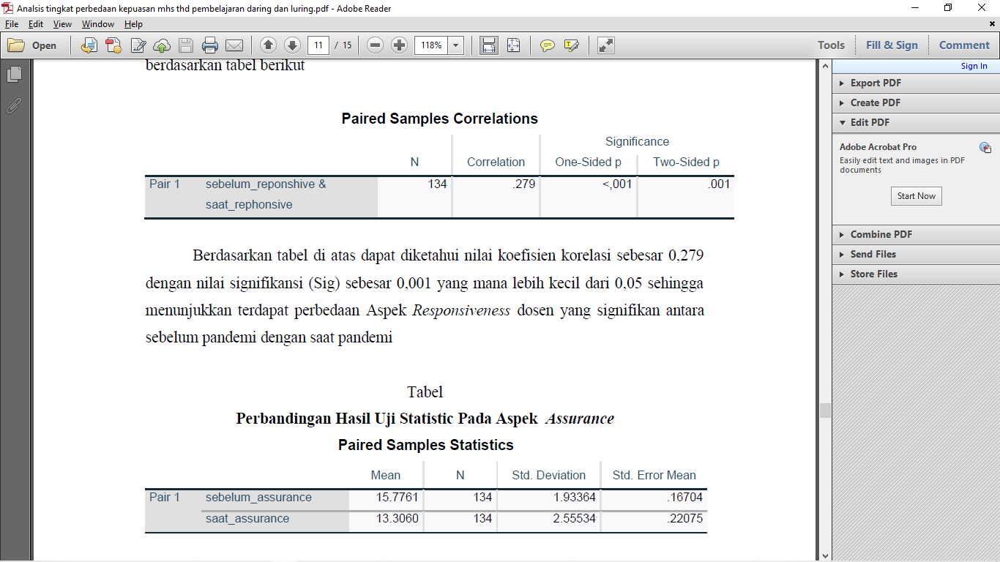 Analsis tingkat perbedaan kepuasan mhs thd pembelajaran daring dan luring.pdf - Adobe Reader
File Edit View Window Help
Open 11 / 15 118% Tools Fill & Sign Comment
Sign In
Export PDF
Create PDF
Edit PDF
Adobe Acrobat Pro
Easily edit text and images in PDF
documents
Start Now
Combine PDF
Send Files
Store Files
berdasarkan tabel berikut
Paired Samples Correlations
Significance
N Correlation One-Sided p Two-Sided p
Pair 1 sebelum_reponshive & 134 .279 <,001 .001
saat_rephonsive
Berdasarkan tabel di atas dapat diketahui nilai koefisien korelasi sebesar 0,279
dengan nilai signifikansi (Sig) sebesar 0,001 yang mana lebih kecil dari 0,05 sehingga
menunjukkan terdapat perbedaan Aspek Responsiveness dosen yang signifikan antara
sebelum pandemi dengan saat pandemi
Tabel
Perbandingan Hasil Uji Statistic Pada Aspek Assurance
Paired Samples Statistics
Mean N Std. Deviation Std. Error Mean
Pair 1 sebelum_assurance 15.7761 134 1.93364 .16704
saat_assurance 13.3060 134 2.55534 .22075